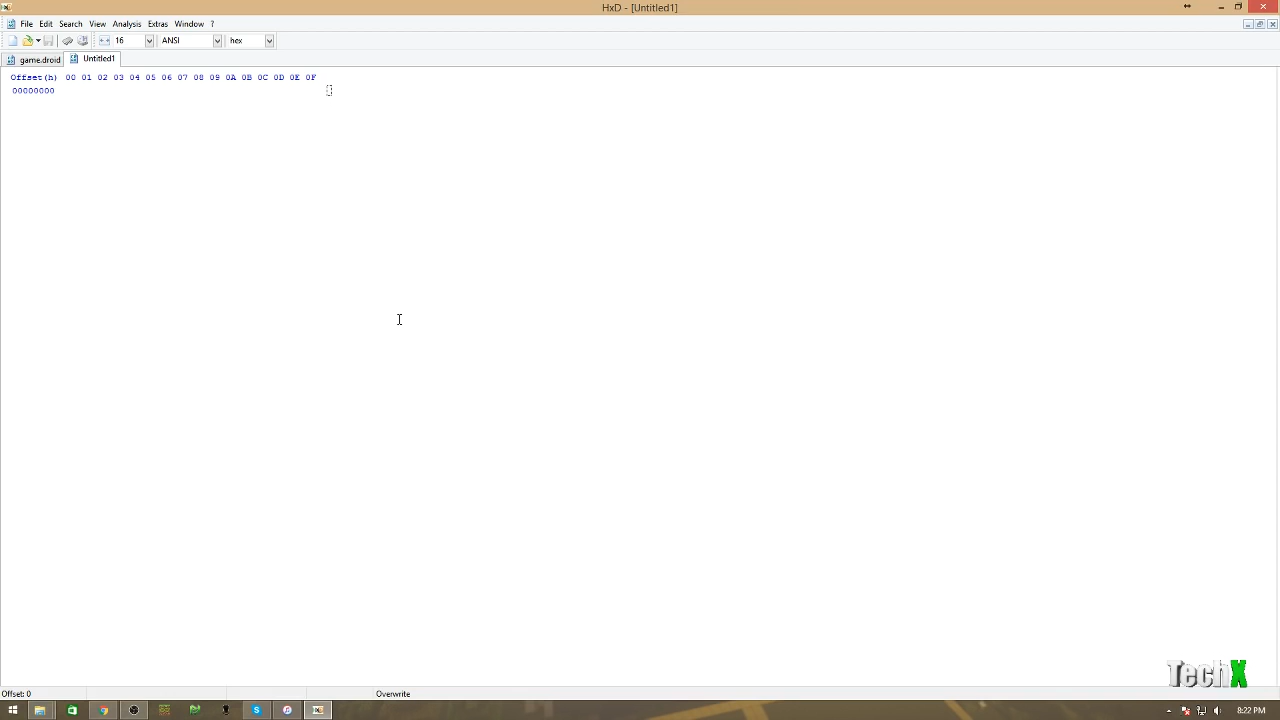 HxD - [Untitled1]
File Edit Search View Analysis Extras Window ?
16 ANSI hex
game.droid Untitled1
Offset(h) 00 01 02 03 04 05 06 07 08 09 0A 0B 0C 0D 0E 0F
00000000
TechX
Offset: 0 Overwrite
8:22 PM